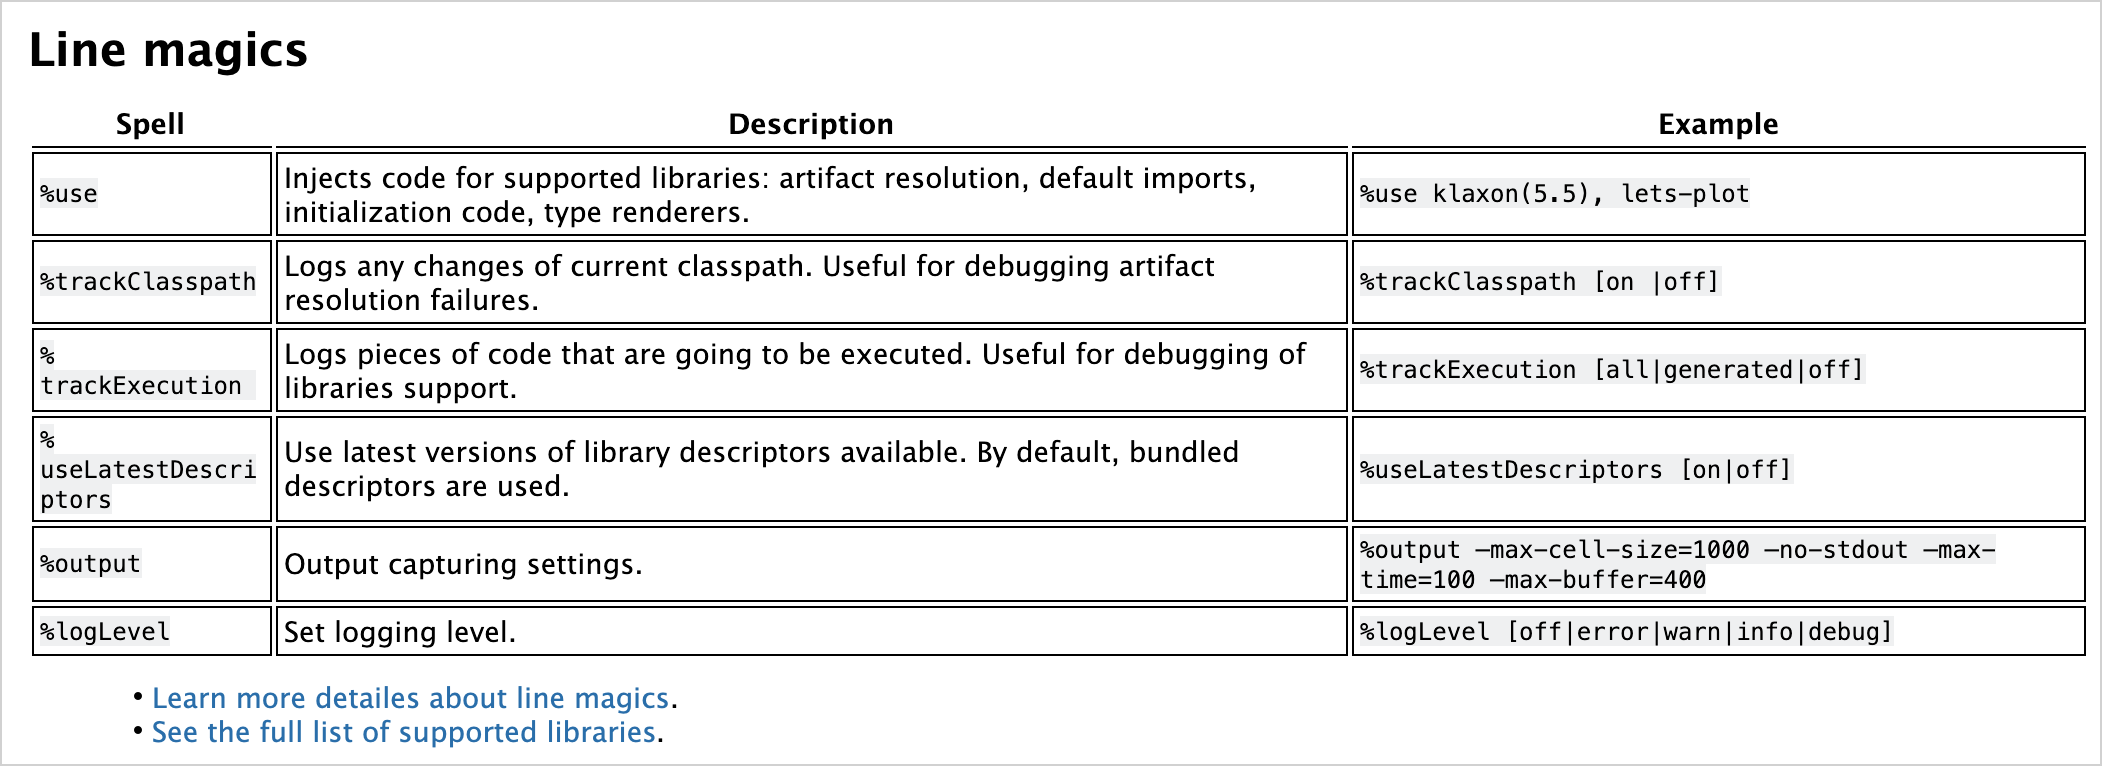 Line magics
Spell Description Example
%use
Injects code for supported libraries: artifact resolution, default imports,
initialization code, type renderers.
%use klaxon(5.5), lets-plot
%trackClasspath
Logs any changes of current classpath. Useful for debugging artifact
resolution failures.
%trackClasspath [on |off]
%
trackExecution
Logs pieces of code that are going to be executed. Useful for debugging of
libraries support.
%trackExecution [all|generated|off]
%
useLatestDescri
ptors
Use latest versions of library descriptors available. By default, bundled
descriptors are used.
%useLatestDescriptors [on|off]
%output
Output capturing settings.
%output —max-cell-size=1000 —no-stdout —max-
time=100 —max-buffer=400
%logLevel
Set logging level.
%logLevel [off|error|warn|info|debug]
• Learn more detailes about line magics.
• See the full list of supported libraries.